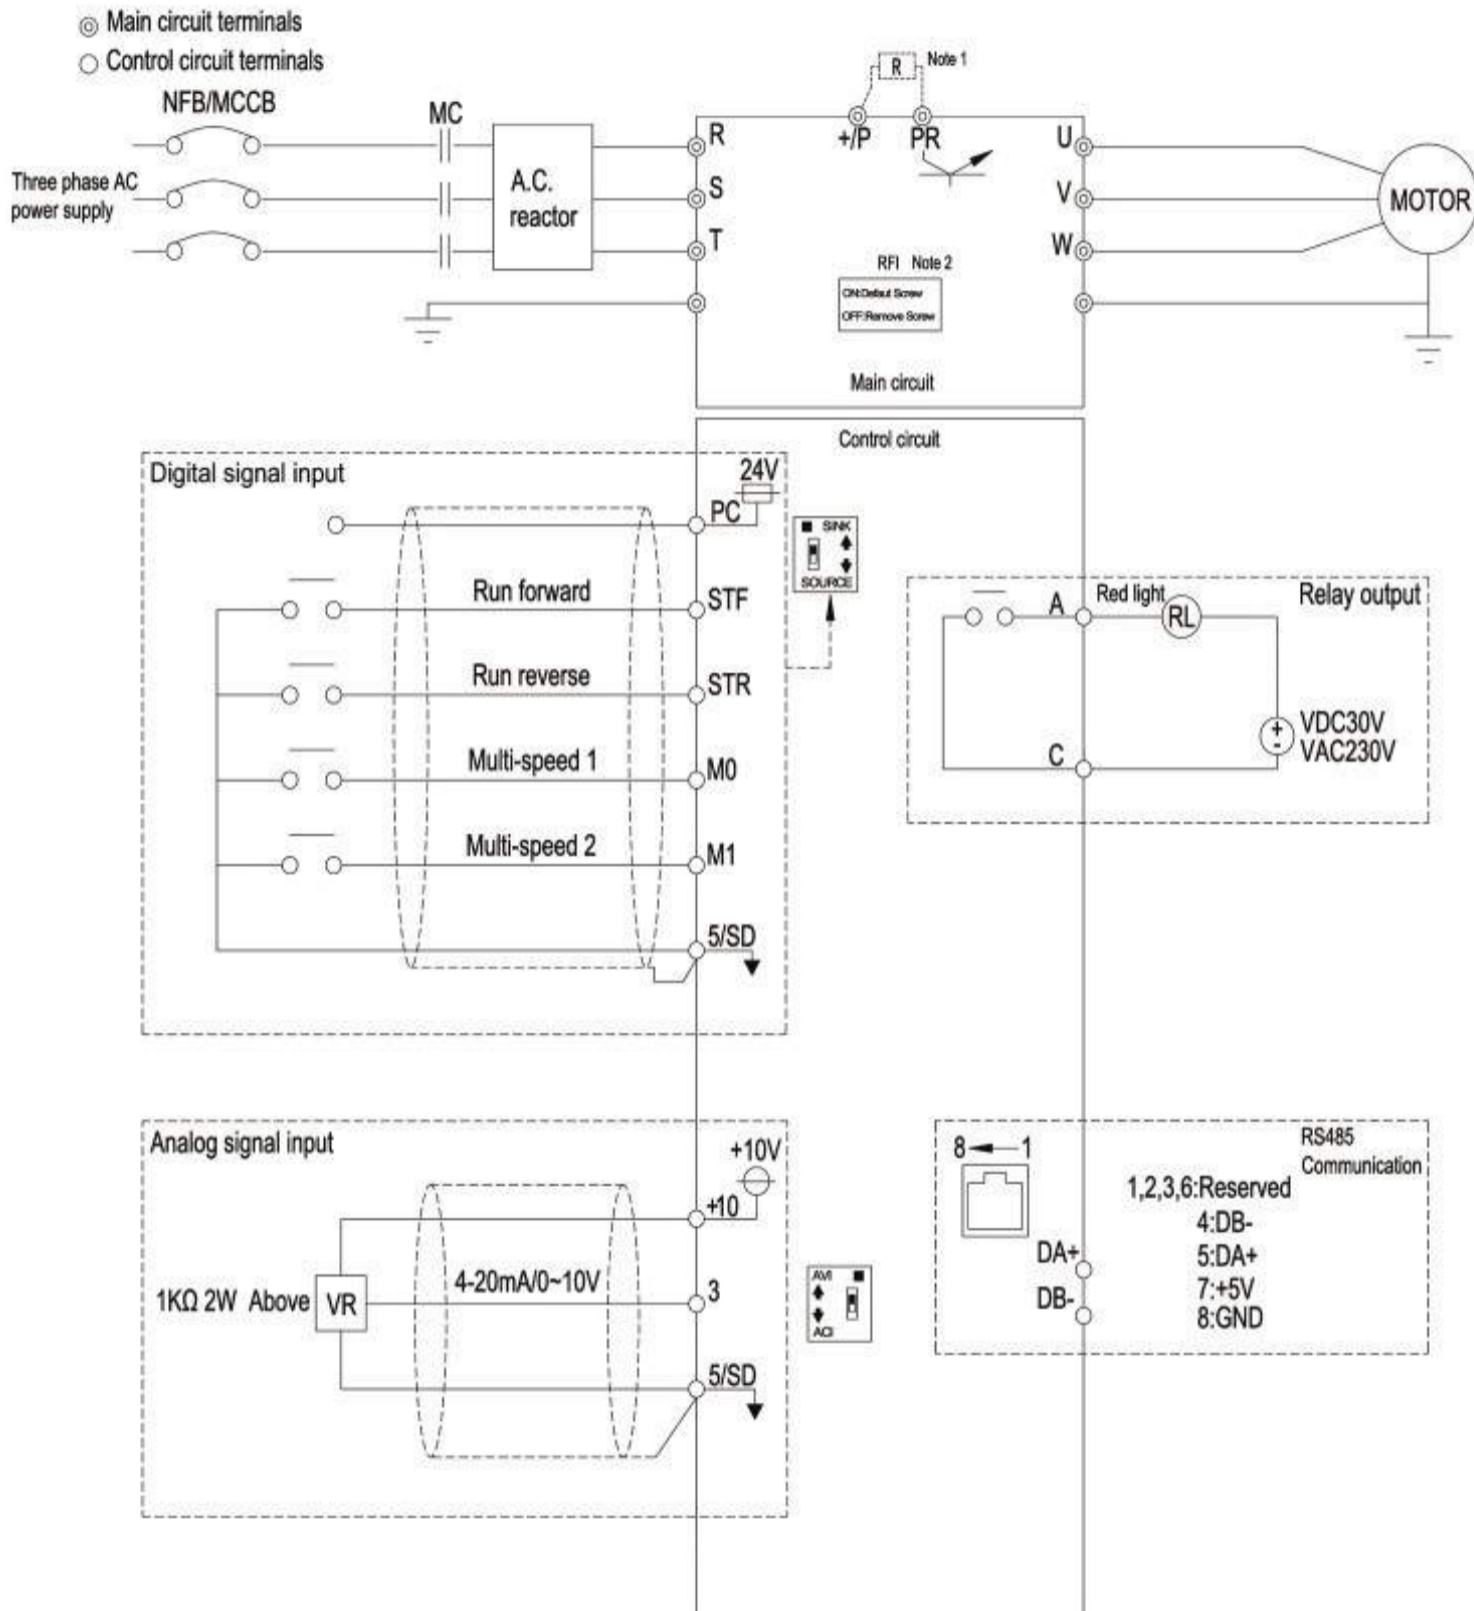 Main circuit terminals
Control circuit terminals
NFB/MCCB
MC
Three phase AC
power supply
A.C.
reactor
R
S
T
R
Note 1
+/P
PR
U
V
W
MOTOR
RFI Note 2
ON:Defaut Screw
OFF:Remove Screw
Main circuit
Control circuit
Digital signal input
24V
PC
SINK
SOURCE
Run forward
STF
Run reverse
STR
Multi-speed 1
M0
Multi-speed 2
M1
5/SD
Relay output
A
Red light
RL
VDC30V
VAC230V
+
-
C
Analog signal input
+10V
+10
4-20mA/0~10V
3
1KΩ 2W Above
VR
5/SD
AVI
ACI
RS485
Communication
8
1
1,2,3,6:Reserved
4:DB-
5:DA+
7:+5V
8:GND
DA+
DB-